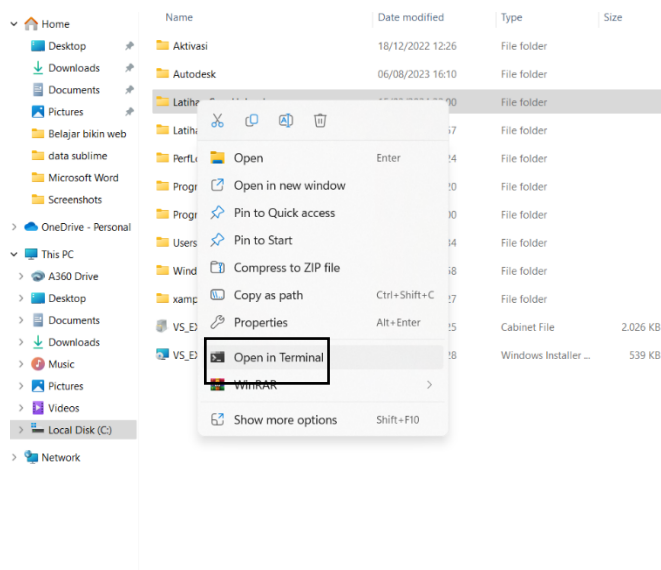 Name Date modified Type Size
Home
Desktop
Downloads
Documents
Pictures
Belajar bikin web
data sublime
Microsoft Word
Screenshots
OneDrive - Personal
This PC
A360 Drive
Desktop
Documents
Downloads
Music
Pictures
Videos
Local Disk (C:)
Network
Aktivasi 18/12/2022 12:26 File folder
Autodesk 06/08/2023 16:10 File folder
File folder
File folder
File folder
File folder
File folder
Users File folder
File folder
File folder
Cabinet File 2.026 KB
Windows Installer ... 539 KB
Open Enter
Open in new window
Pin to Quick access
Pin to Start
Compress to ZIP file
Copy as path Ctrl+Shift+C
Properties Alt+Enter
Open in Terminal
WinRAR
Show more options Shift+F10